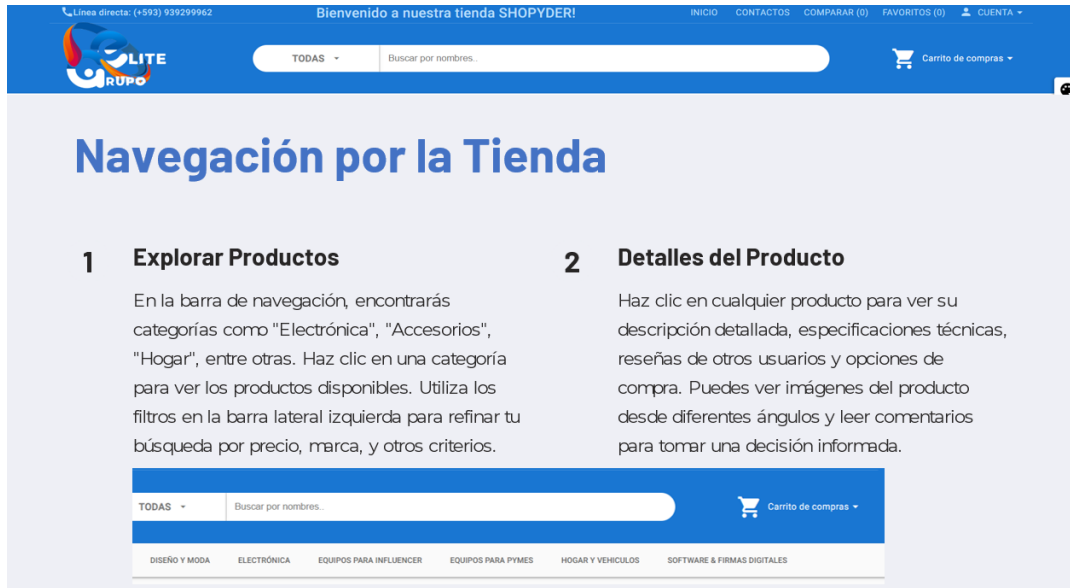 Línea directa: (+593) 939299962
Bienvenido a nuestra tienda SHOPYDER!
INICIO CONTACTOS COMPARAR (0) FAVORITOS (0) CUENTA
ELITE
GRUPO
TODAS
Buscar por nombres..
Carrito de compras
Navegación por la Tienda
1
Explorar Productos
En la barra de navegación, encontrarás
categorías como "Electrónica", "Accesorios",
"Hogar", entre otras. Haz clic en una categoría
para ver los productos disponibles. Utiliza los
filtros en la barra lateral izquierda para refinar tu
búsqueda por precio, marca, y otros criterios.
2
Detalles del Producto
Haz clic en cualquier producto para ver su
descripción detallada, especificaciones técnicas,
reseñas de otros usuarios y opciones de
compra. Puedes ver imágenes del producto
desde diferentes ángulos y leer comentarios
para tomar una decisión informada.
TODAS
Buscar por nombres..
Carrito de compras
DISEÑO Y MODA ELECTRÓNICA EQUIPOS PARA INFLUENCER EQUIPOS PARA PYMES HOGAR Y VEHICULOS SOFTWARE & FIRMAS DIGITALES